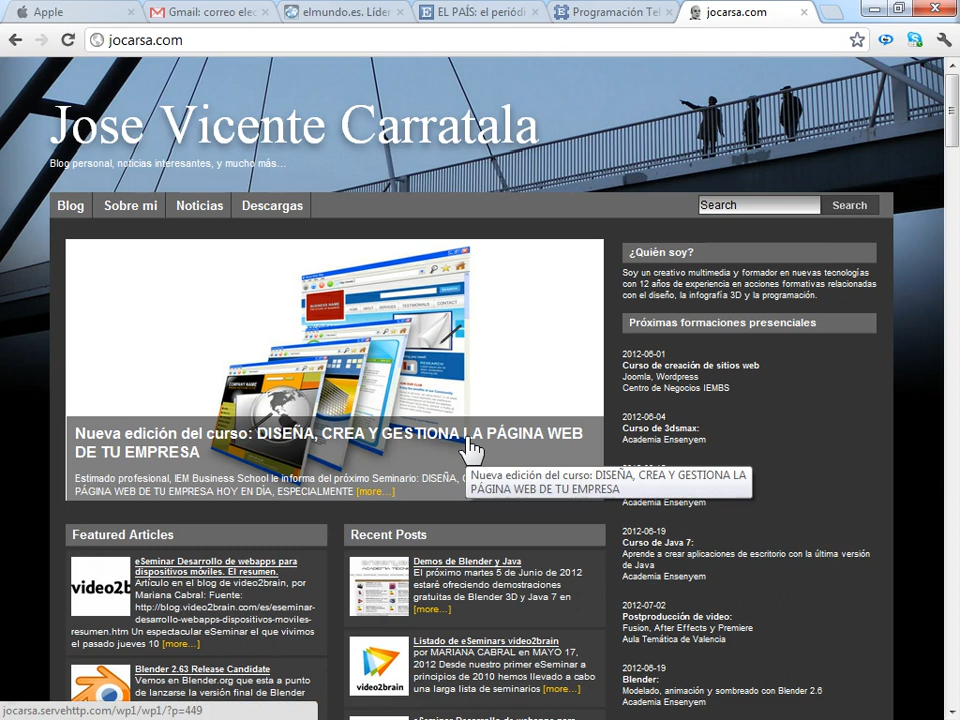 Apple
Gmail: correo elec
elmundo.es. Líder
EL PAÍS: el periódi
Programación Tel
jocarsa.com
jocarsa.com
Jose Vicente Carratala
Blog personal, noticias interesantes, y mucho más...
Blog
Sobre mi
Noticias
Descargas
Search
Search
Nueva edición del curso: DISEÑA, CREA Y GESTIONA LA PÁGINA WEB
DE TU EMPRESA
Estimado profesional, IEM Business School le informa del próximo Seminario: DISEÑA, C
PÁGINA WEB DE TU EMPRESA HOY EN DÍA, ESPECIALMENTE [more...]
Nueva edición del curso: DISEÑA, CREA Y GESTIONA LA
PÁGINA WEB DE TU EMPRESA
Featured Articles
eSeminar Desarrollo de webapps para
dispositivos móviles. El resumen.
Artículo en el blog de video2brain, por
Mariana Cabral: Fuente:
http://blog.video2brain.com/es/eseminar-
desarrollo-webapps-dispositivos-moviles-
resumen.htm Un espectacular eSeminar el que vivimos
el pasado jueves 10 [more...]
video2b
Blender 2.63 Release Candidate
Vemos en Blender.org que esta a punto
de lanzarse la versión final de Blender
Recent Posts
Demos de Blender y Java
El próximo martes 5 de Junio de 2012
estaré ofreciendo demostraciones
gratuitas de Blender 3D y Java 7 en
[more...]
Listado de eSeminars video2brain
por MARIANA CABRAL en MAYO 17,
2012 Desde nuestro primer eSeminar a
principios de 2010 hemos llevado a cabo
una larga lista de seminarios [more...]
video2brain
eSeminar Desarrollo de webapps para
¿Quién soy?
Soy un creativo multimedia y formador en nuevas tecnologías
con 12 años de experiencia en acciones formativas relacionadas
con el diseño, la infografía 3D y la programación.
Próximas formaciones presenciales
2012-06-01
Curso de creación de sitios web
Joomla, Wordpress
Centro de Negocios IEMBS
2012-06-04
Curso de 3dsmax:
Academia Ensenyem
Academia Ensenyem
2012-06-19
Curso de Java 7:
Aprende a crear aplicaciones de escritorio con la última versión
de Java
Academia Ensenyem
2012-07-02
Postproducción de video:
Fusion, After Effects y Premiere
Aula Temática de Valencia
2012-06-19
Blender:
Modelado, animación y sombreado con Blender 2.6
Academia Ensenyem
jocarsa.servehttp.com/wp1/wp1/?p=449